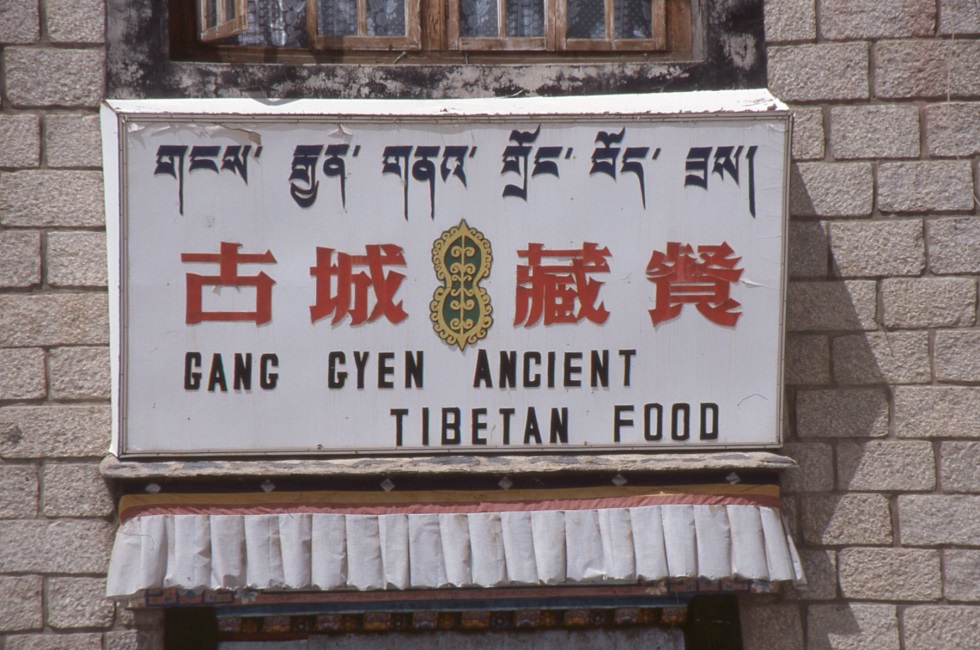 གངས་ རྒྱན་ གནའ་ གྲོང་ བོད་ ཟས།
古城藏餐
GANG GYEN ANCIENT
TIBETAN FOOD